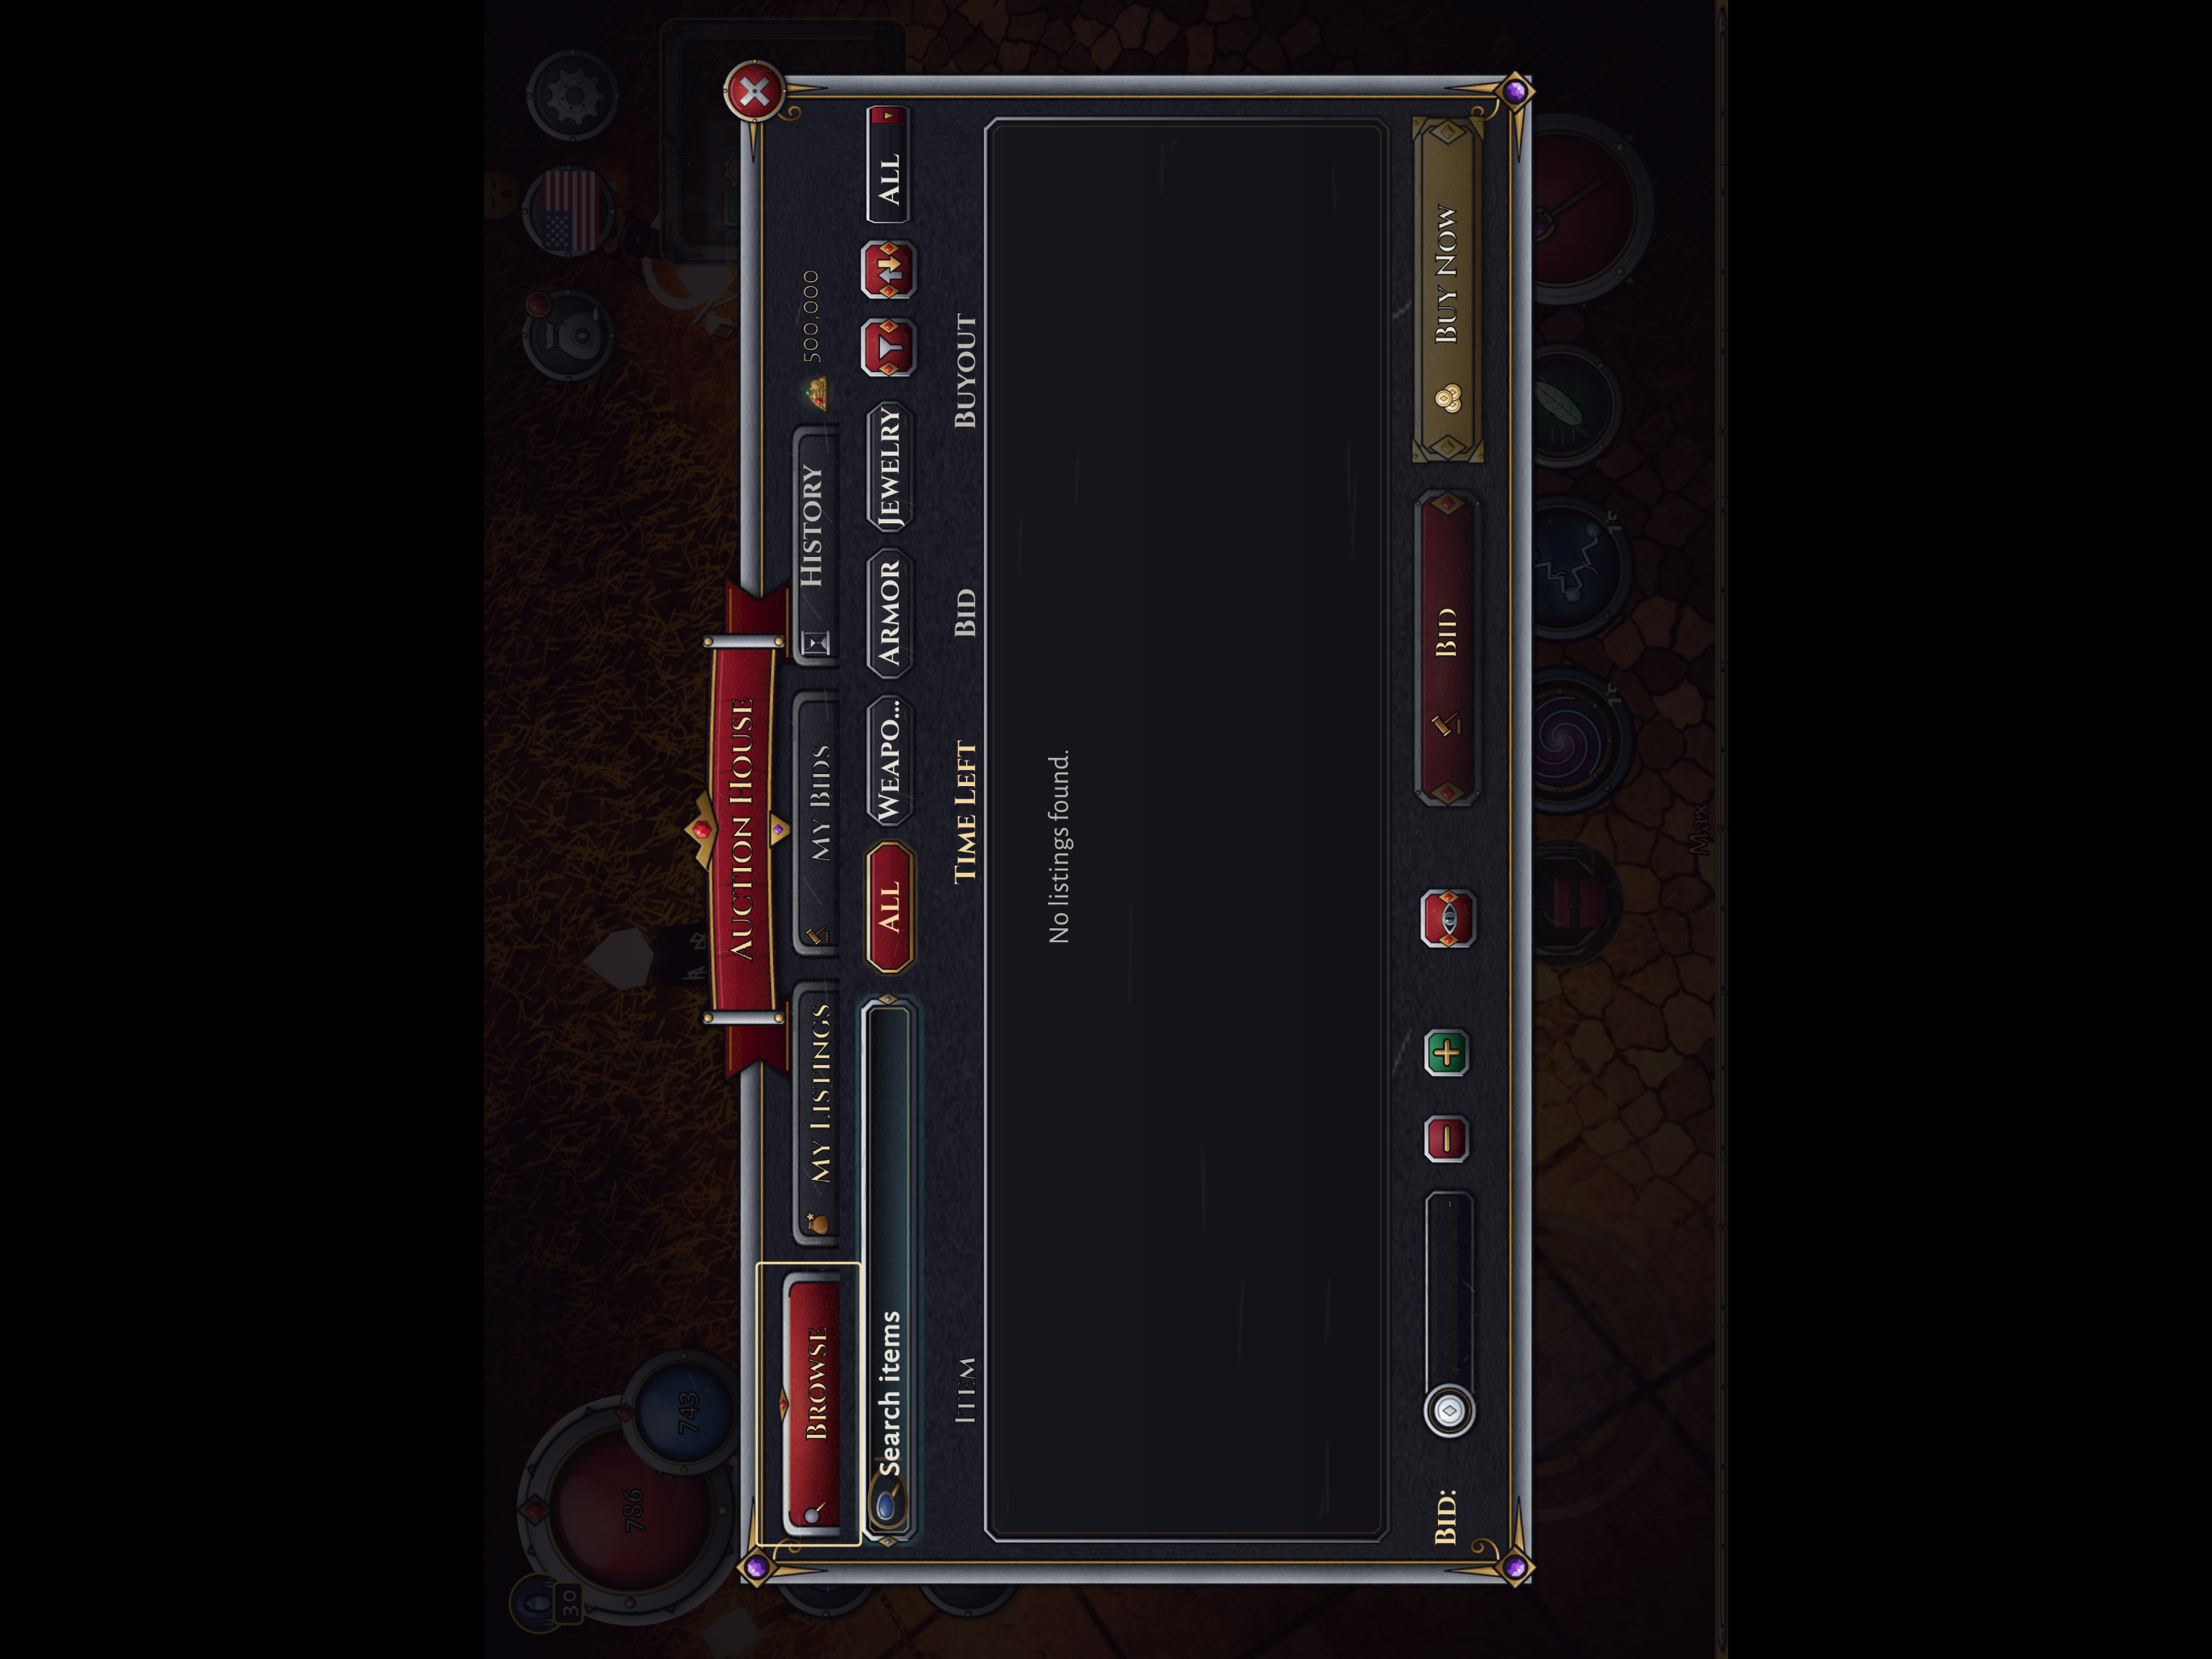 AUCTION HOUSE
BROWSE
MY LISTINGS
MY BIDS
HISTORY
500,000
Search items
ALL
WEAPO...
ARMOR
JEWELRY
ALL
ITEM
TIME LEFT
BID
BUYOUT
No listings found.
BID:
BID
BUY NOW
30
786
743
Max